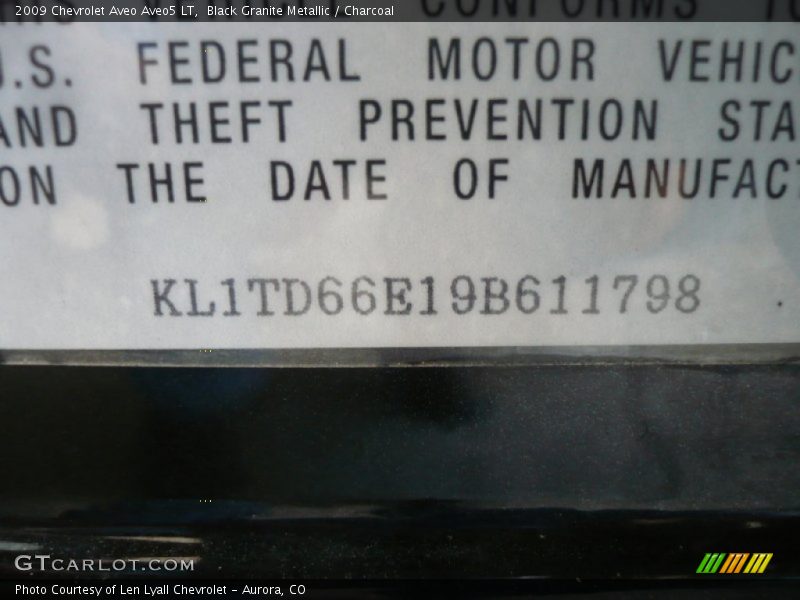 2009 Chevrolet Aveo Aveo5 LT, Black Granite Metallic / Charcoal
CONFORMS
U.S. FEDERAL MOTOR VEHIC
AND THEFT PREVENTION STA
ON THE DATE OF MANUFACT
KL1TD66E19B611798
GTCARLOT.COM
Photo Courtesy of Len Lyall Chevrolet – Aurora, CO